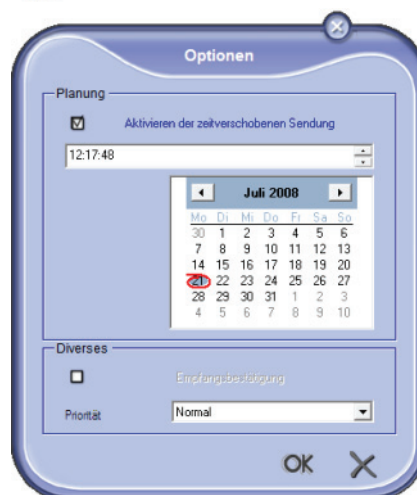 Optionen
Planung
Aktivieren der zeitverschobenen Sendung
12:17:48
Juli 2008
Mo Di Mi Do Fr Sa So
30 1 2 3 4 5 6
7 8 9 10 11 12 13
14 15 16 17 18 19 20
21 22 23 24 25 26 27
28 29 30 31 1 2 3
4 5 6 7 8 9 10
Diverses
Empfangsbestätigung
Priorität Normal
OK